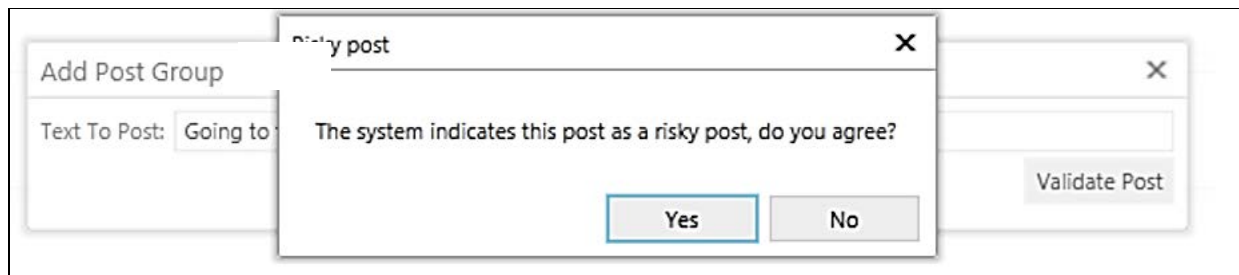 Risky post
Add Post Group
Text To Post: Going to
The system indicates this post as a risky post, do you agree?
Validate Post
Yes No